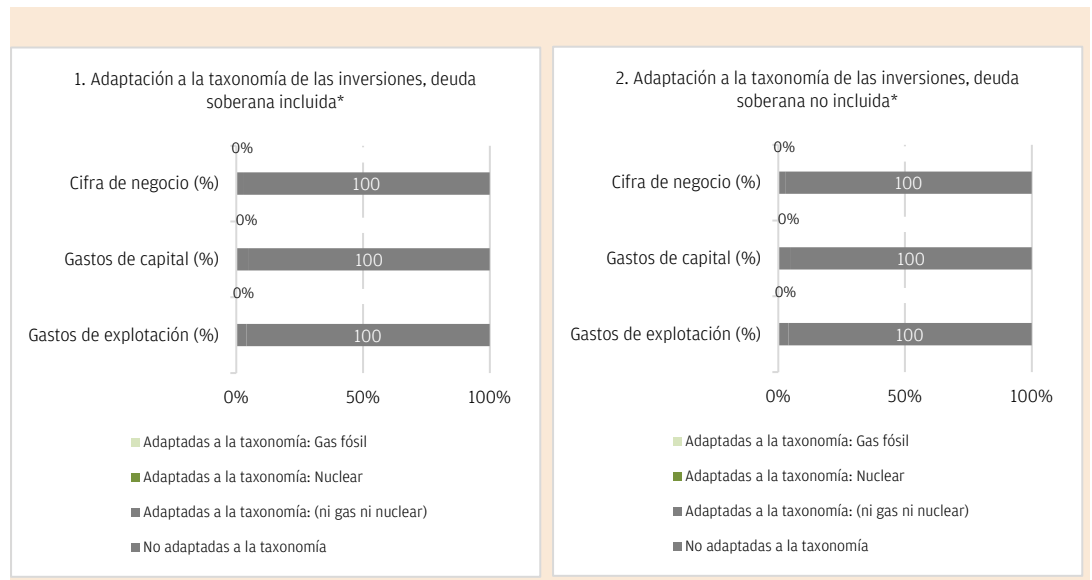 1. Adaptación a la taxonomía de las inversiones, deuda
soberana incluida*
0%
Cifra de negocio (%)
100
0%
Gastos de capital (%)
100
0%
Gastos de explotación (%)
100
0%
50%
100%
Adaptadas a la taxonomía: Gas fósil
Adaptadas a la taxonomía: Nuclear
Adaptadas a la taxonomía: (ni gas ni nuclear)
No adaptadas a la taxonomía
2. Adaptación a la taxonomía de las inversiones, deuda
soberana no incluida*
0%
Cifra de negocio (%)
100
0%
Gastos de capital (%)
100
0%
Gastos de explotación (%)
100
0%
50%
100%
Adaptadas a la taxonomía: Gas fósil
Adaptadas a la taxonomía: Nuclear
Adaptadas a la taxonomía: (ni gas ni nuclear)
No adaptadas a la taxonomía